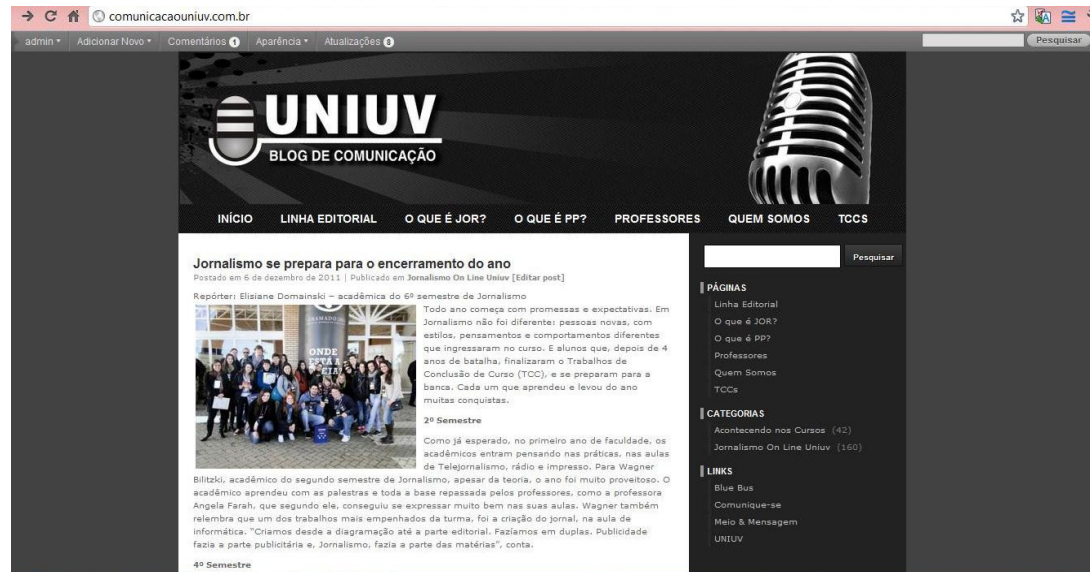 comunicacaouniuv.com.br
admin Adicionar Novo Comentários 1 Aparência Atualizações 8 Pesquisar
UNIUV
BLOG DE COMUNICAÇÃO
INÍCIO LINHA EDITORIAL O QUE É JOR? O QUE É PP? PROFESSORES QUEM SOMOS TCCS
Jornalismo se prepara para o encerramento do ano
Postado em 6 de dezembro de 2011 | Publicado em Jornalismo On Line Uniuv [Editar post]
Repórter: Elisiane Domainski – acadêmica do 6º semestre de Jornalismo
ONDE
ESTÁ A
Todo ano começa com promessas e expectativas. Em
Jornalismo não foi diferente: pessoas novas, com
estilos, pensamentos e comportamentos diferentes
que ingressaram no curso. E alunos que, depois de 4
anos de batalha, finalizaram o Trabalhos de
Conclusão de Curso (TCC), e se preparam para a
banca. Cada um que aprendeu e levou do ano
muitas conquistas.
2º Semestre
Como já esperado, no primeiro ano de faculdade, os
acadêmicos entram pensando nas práticas, nas aulas
de Telejornalismo, rádio e impresso. Para Wagner
Bilitzki, acadêmico do segundo semestre de Jornalismo, apesar da teoria, o ano foi muito proveitoso. O
acadêmico aprendeu com as palestras e toda a base repassada pelos professores, como a professora
Angela Farah, que segundo ele, conseguiu se expressar muito bem nas suas aulas. Wagner também
relembra que um dos trabalhos mais empenhados da turma, foi a criação do jornal, na aula de
informática. "Criamos desde a diagramação até a parte editorial. Fazíamos em duplas. Publicidade
fazia a parte publicitária e, Jornalismo, fazia a parte das matérias", conta.
4º Semestre
Pesquisar
PÁGINAS
Linha Editorial
O que é JOR?
O que é PP?
Professores
Quem Somos
TCCs
CATEGORIAS
Acontecendo nos Cursos (42)
Jornalismo On Line Uniuv (160)
LINKS
Blue Bus
Comunique-se
Meio & Mensagem
UNIUV